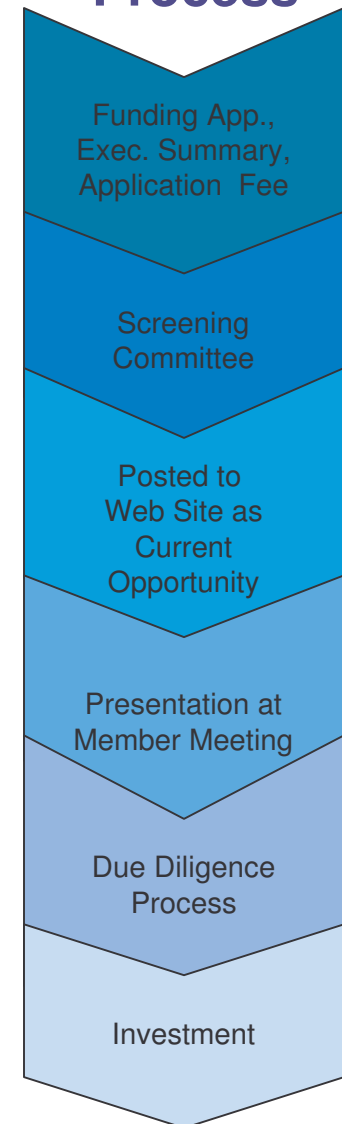 Process
Funding App.,
Exec. Summary,
Application Fee
Screening
Committee
Posted to
Web Site as
Current
Opportunity
Presentation at
Member Meeting
Due Diligence
Process
Investment